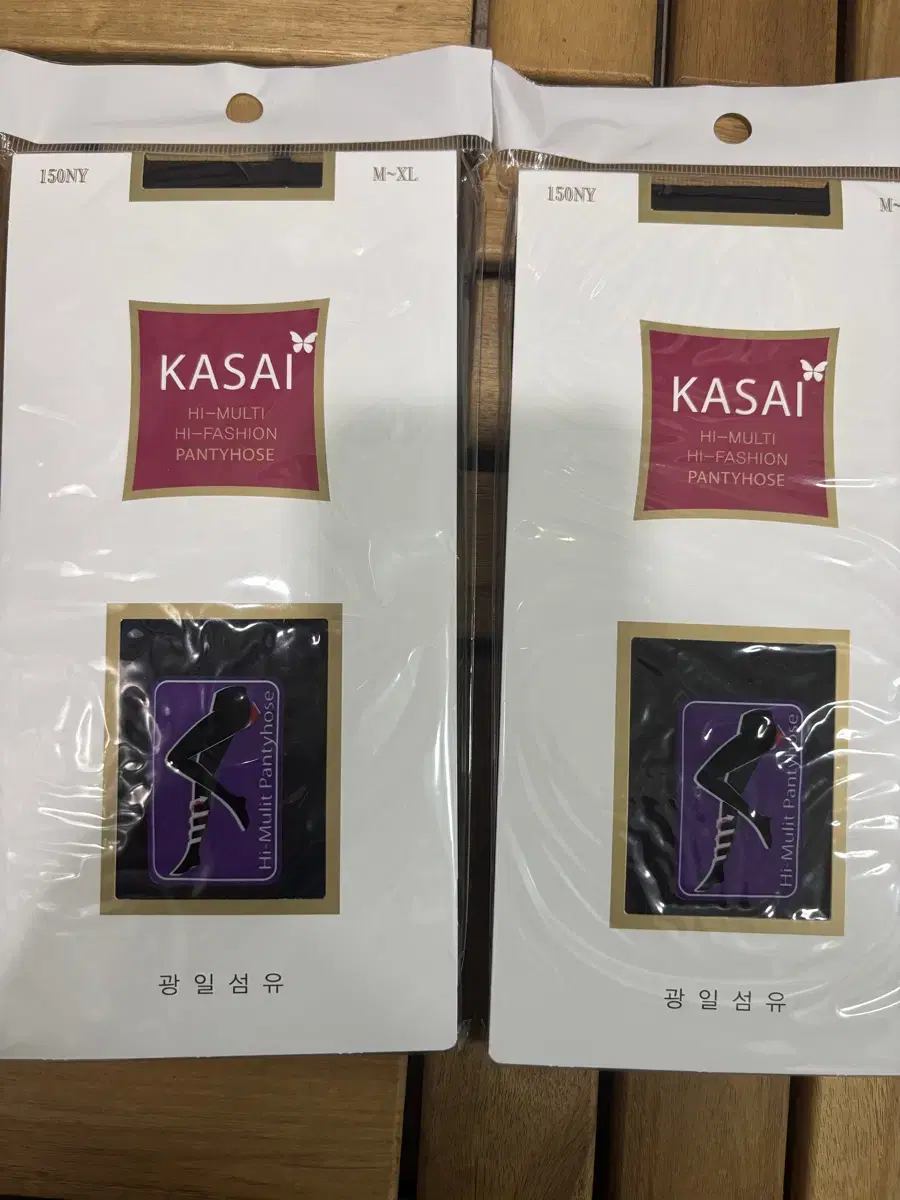 150NY
M~XL
KASAI
HI-MULTI
HI-FASHION
PANTYHOSE
Hi-Mulit Pantyhose
광일섬유
150NY
M~
KASAI
HI-MULTI
HI-FASHION
PANTYHOSE
Hi-Mulit Pantyhose
광일섬유